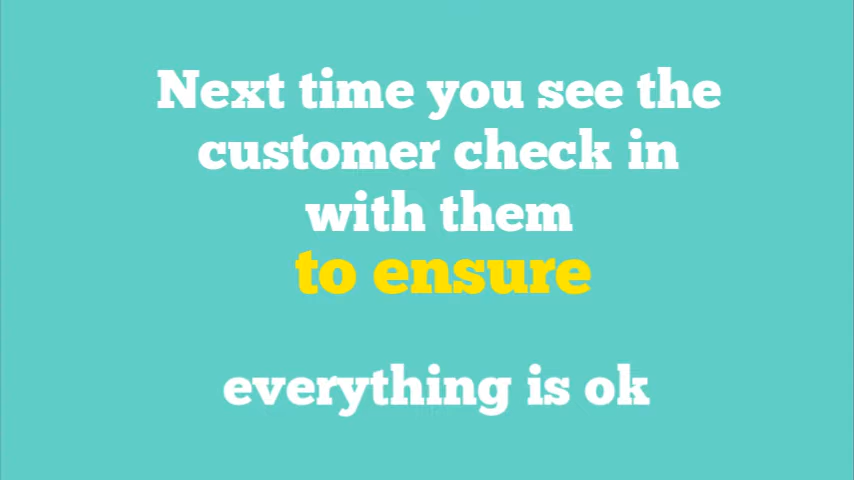 Next time you see the
customer check in
with them
to ensure
everything is ok